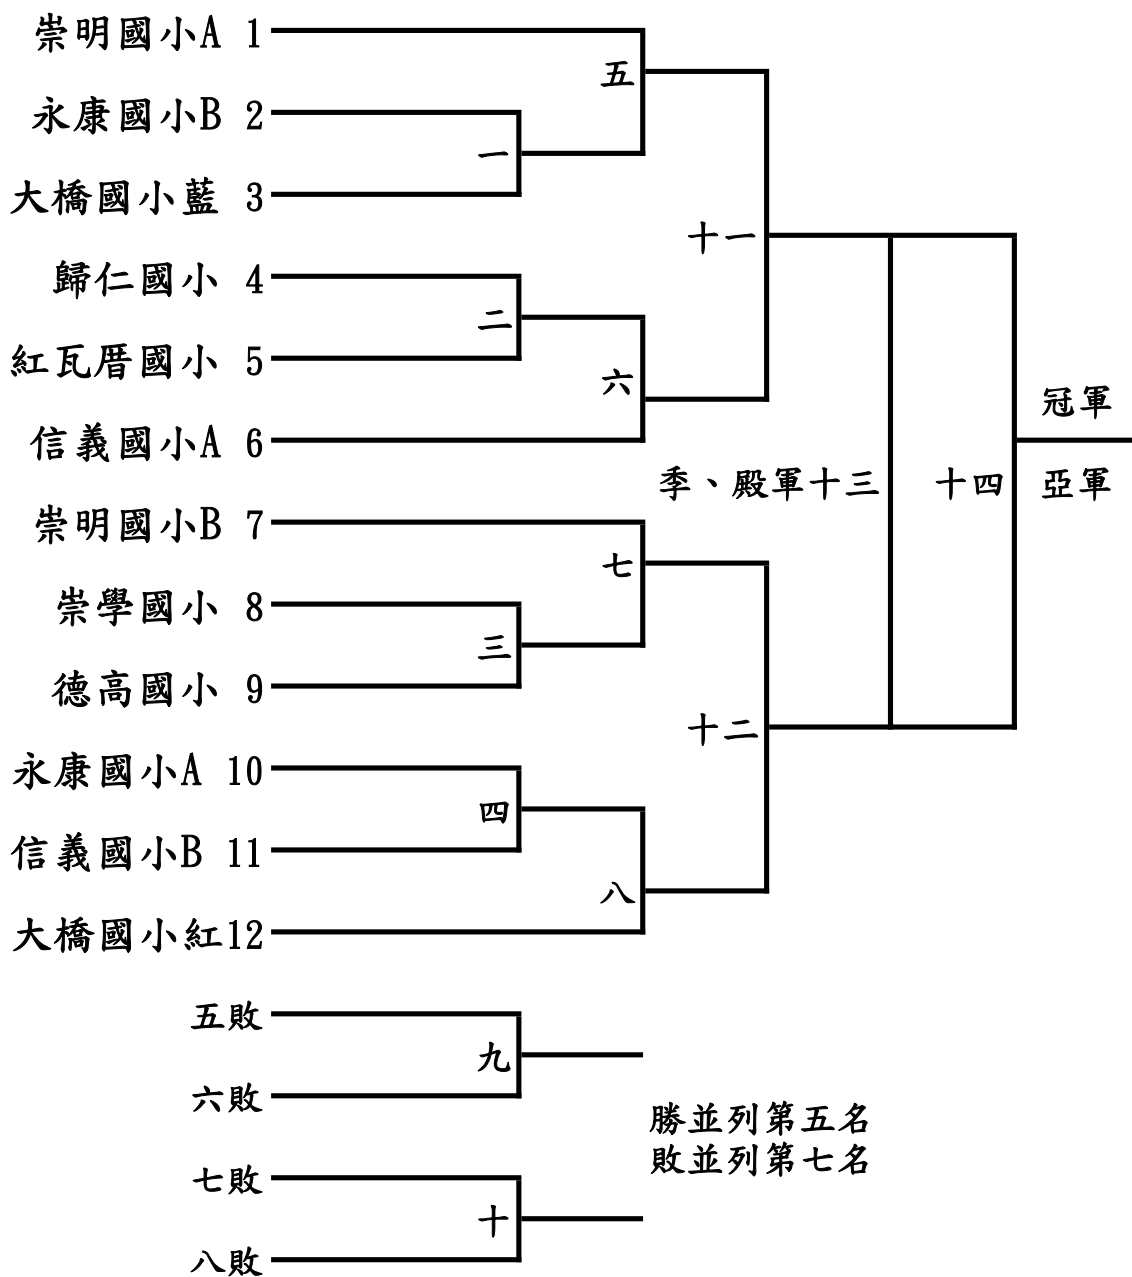 崇明國小A 1
五
永康國小B 2
一
大橋國小藍 3
十一
歸仁國小 4
二
紅瓦厝國小 5
六
冠軍
信義國小A 6
季、殿軍十三
十四
亞軍
崇明國小B 7
七
崇學國小 8
三
德高國小 9
十二
永康國小A 10
四
信義國小B 11
八
大橋國小紅12
五敗
九
六敗
勝並列第五名
敗並列第七名
七敗
十
八敗